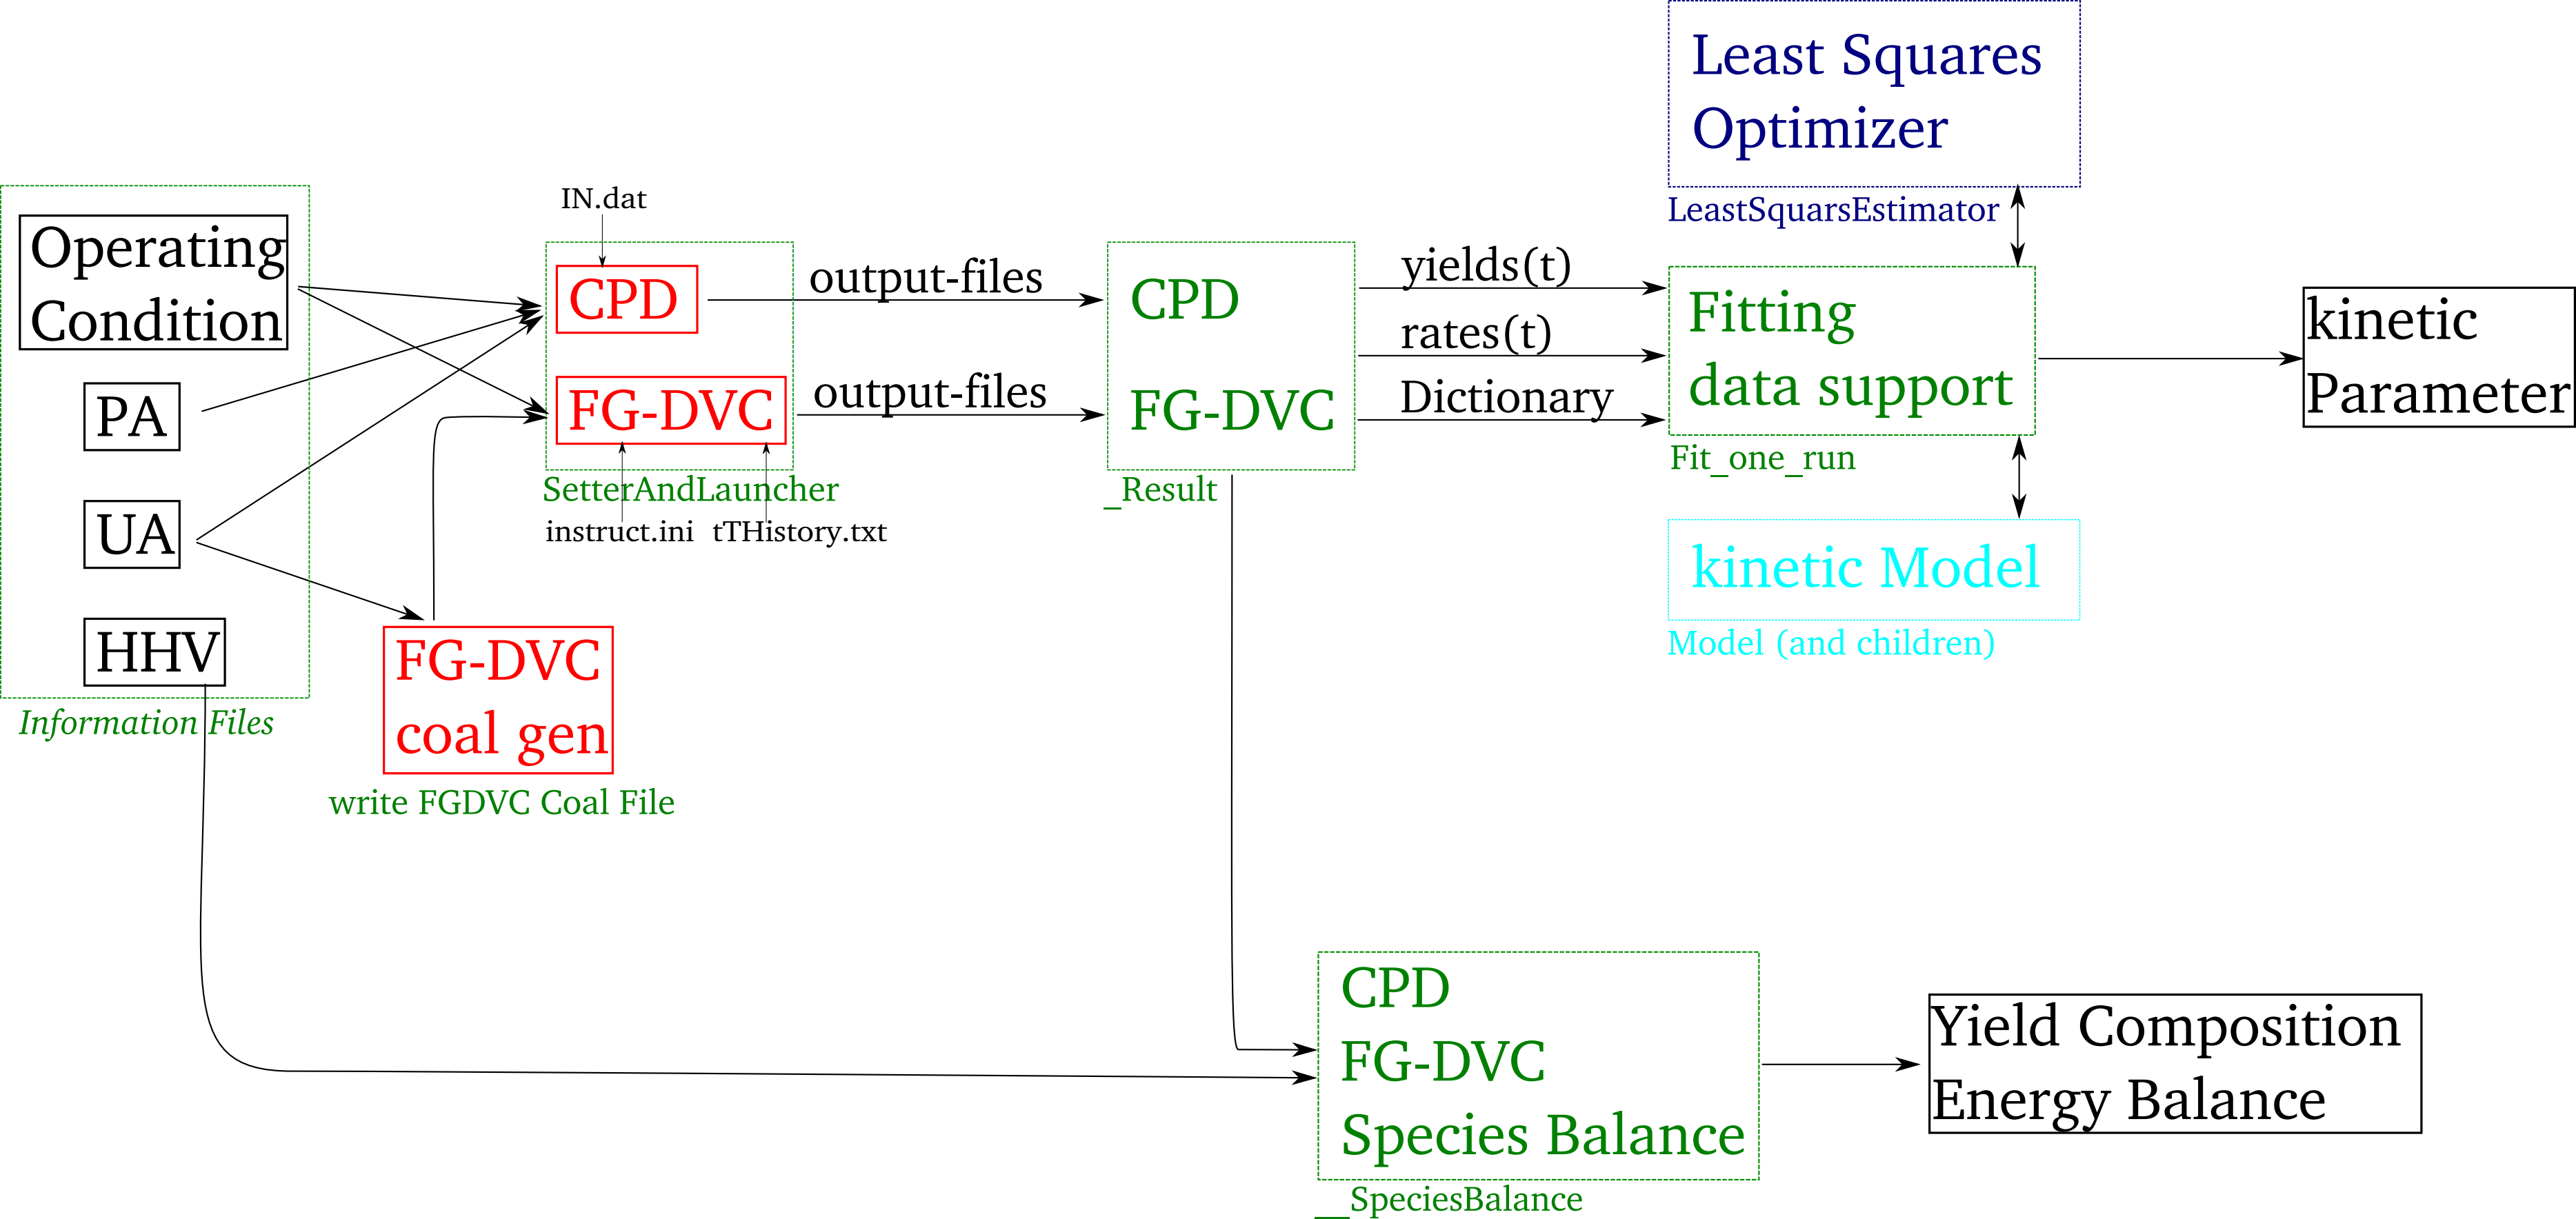 Least Squares
Optimizer
LeastSquarsEstimator
Operating
Condition
PA
UA
HHV
Information Files
IN.dat
CPD
FG-DVC
SetterAndLauncher
instruct.ini
tTHistory.txt
FG-DVC
coal gen
write FGDVC Coal File
output-files
output-files
CPD
FG-DVC
_Result
yields(t)
rates(t)
Dictionary
Fitting
data support
Fit_one_run
kinetic Model
Model (and children)
kinetic
Parameter
CPD
FG-DVC
Species Balance
__SpeciesBalance
Yield Composition
Energy Balance